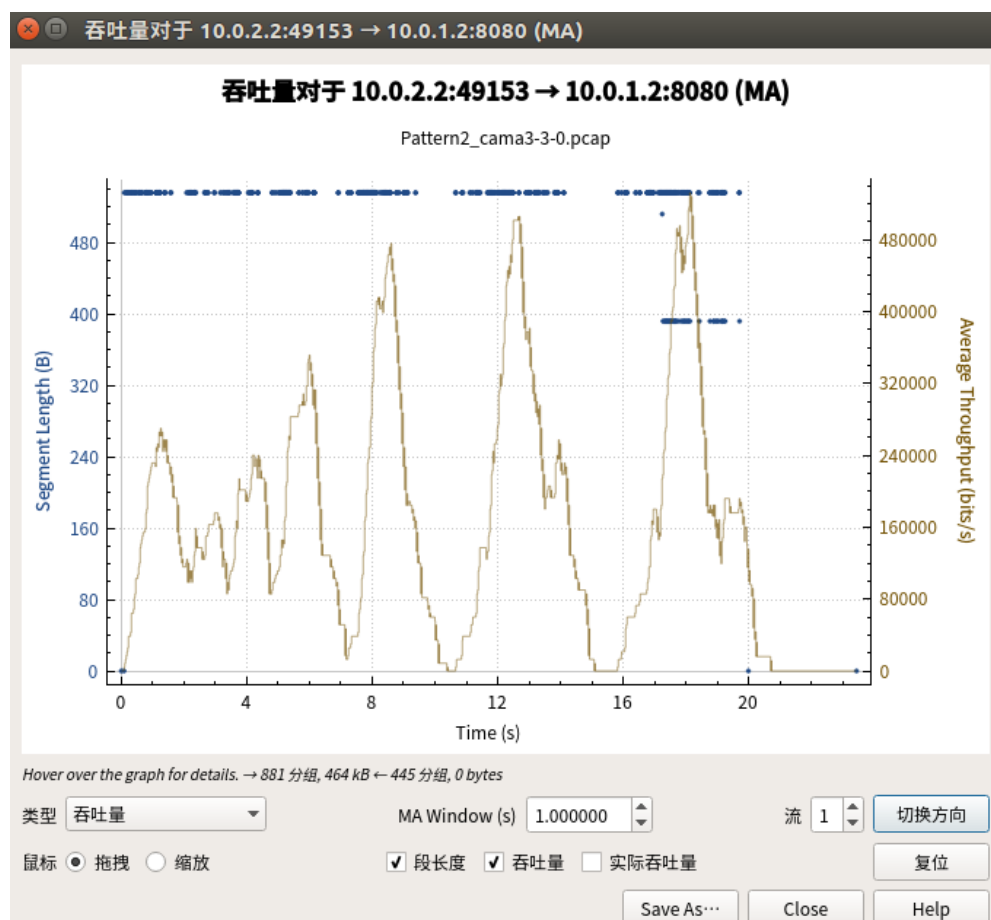 吞吐量对于 10.0.2.2:49153 → 10.0.1.2:8080 (MA)
吞吐量对于 10.0.2.2:49153 → 10.0.1.2:8080 (MA)
Pattern2_cama3-3-0.pcap
480
400
320
240
160
80
0
Segment Length (B)
480000
400000
320000
240000
160000
80000
0
Average Throughput (bits/s)
0 4 8 12 16 20
Time (s)
Hover over the graph for details. → 881 分组, 464 kB ← 445 分组, 0 bytes
类型 吞吐量 MA Window (s) 1.000000 流 1 切换方向
鼠标 拖拽 缩放 段长度 吞吐量 实际吞吐量 复位
Save As… Close Help